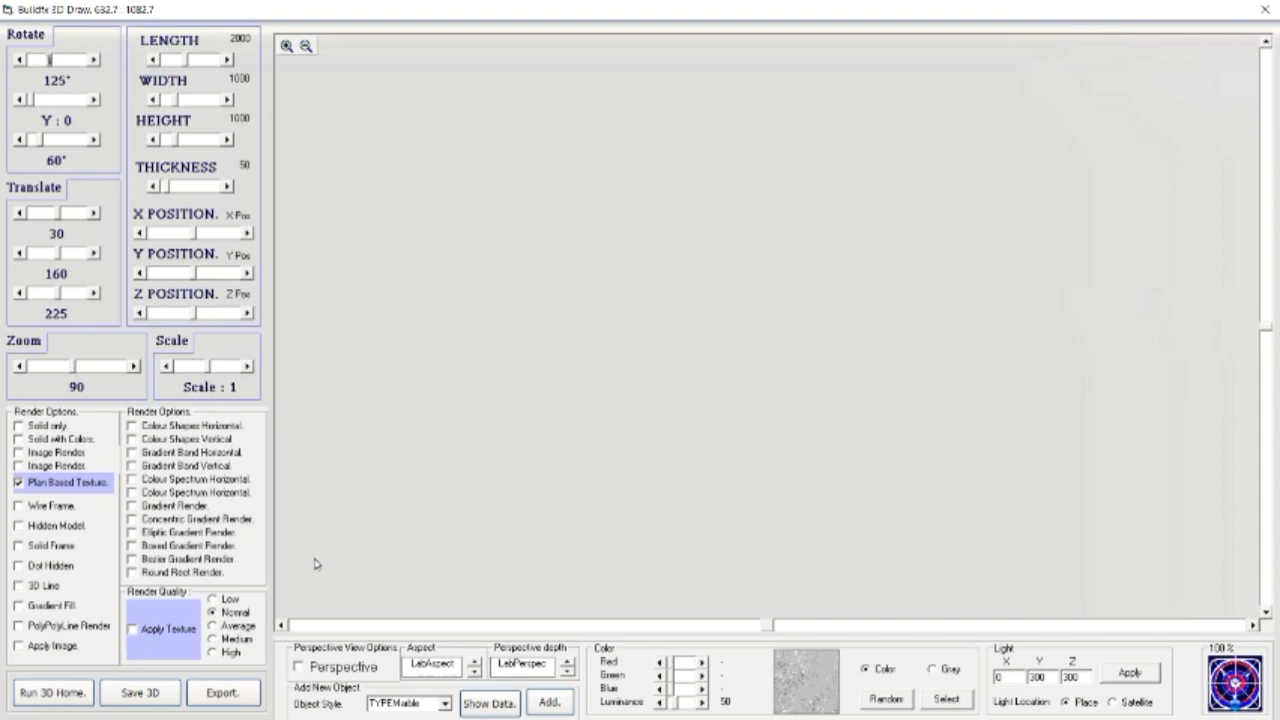 Buildfx 3D Draw. 632.7 : 1082.7
Rotate
125°
Y : 0
60°
Translate
30
160
225
LENGTH 2000
WIDTH 1000
HEIGHT 1000
THICKNESS 50
X POSITION. X Pos
Y POSITION. Y Pos
Z POSITION. Z Pos
Zoom
90
Scale
Scale : 1
Render Options.
Solid only.
Solid with Colors.
Image Render.
Image Render.
Plan Based Texture.
Wire Frame.
Hidden Model.
Solid Frame
Dot Hidden
3D Line
Gradient Fill.
PolyPolyLine Render
Apply Image.
Render Options.
Colour Shapes Horizontal.
Colour Shapes Vertical
Gradient Band Horizontal.
Gradient Band Vertical.
Colour Spectrum Horizontal.
Colour Spectrum Horizontal.
Gradient Render.
Concentric Gradient Render.
Elliptic Gradient Render.
Boxed Gradient Render.
Bezier Gradient Render.
Round Rect Render.
Render Quality :
Apply Texture
Low
Normal
Average
Medium
High
Run 3D Home.
Save 3D
Export.
Perspective View Options.
Perspective
Aspect
LabAspect
Perspective depth
LabPerspec
Add New Object.
Object Style.
TYPEMarble
Show Data.
Add.
Color
Red
Green
Blue
Luminance
50
Color
Gray
Random
Select
Light
X Y Z
0 300 300
Apply
Light Location:
Place
Satellite
100 %